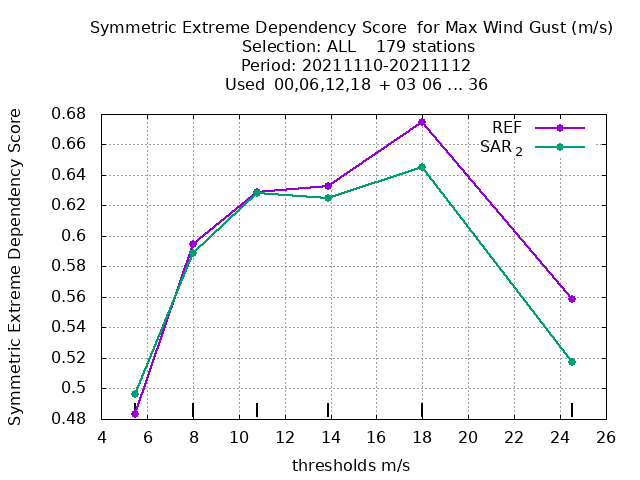 Symmetric Extreme Dependency Score  for Max Wind Gust (m/s)
Selection: ALL    179 stations
Period: 20211110-20211112
Used  00,06,12,18  + 03 06 ... 36
Symmetric Extreme Dependency Score
0.68
0.66
0.64
0.62
0.6
0.58
0.56
0.54
0.52
0.5
0.48
REF
SAR 2
4 6 8 10 12 14 16 18 20 22 24 26
thresholds m/s